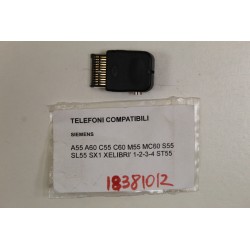 TELEFONI COMPATIBILI
SIEMENS
A55 A60 C55 C60 M55 MC60 S55
SL55 SX1 XELIBRI' 1-2-3-4 ST55
18381012